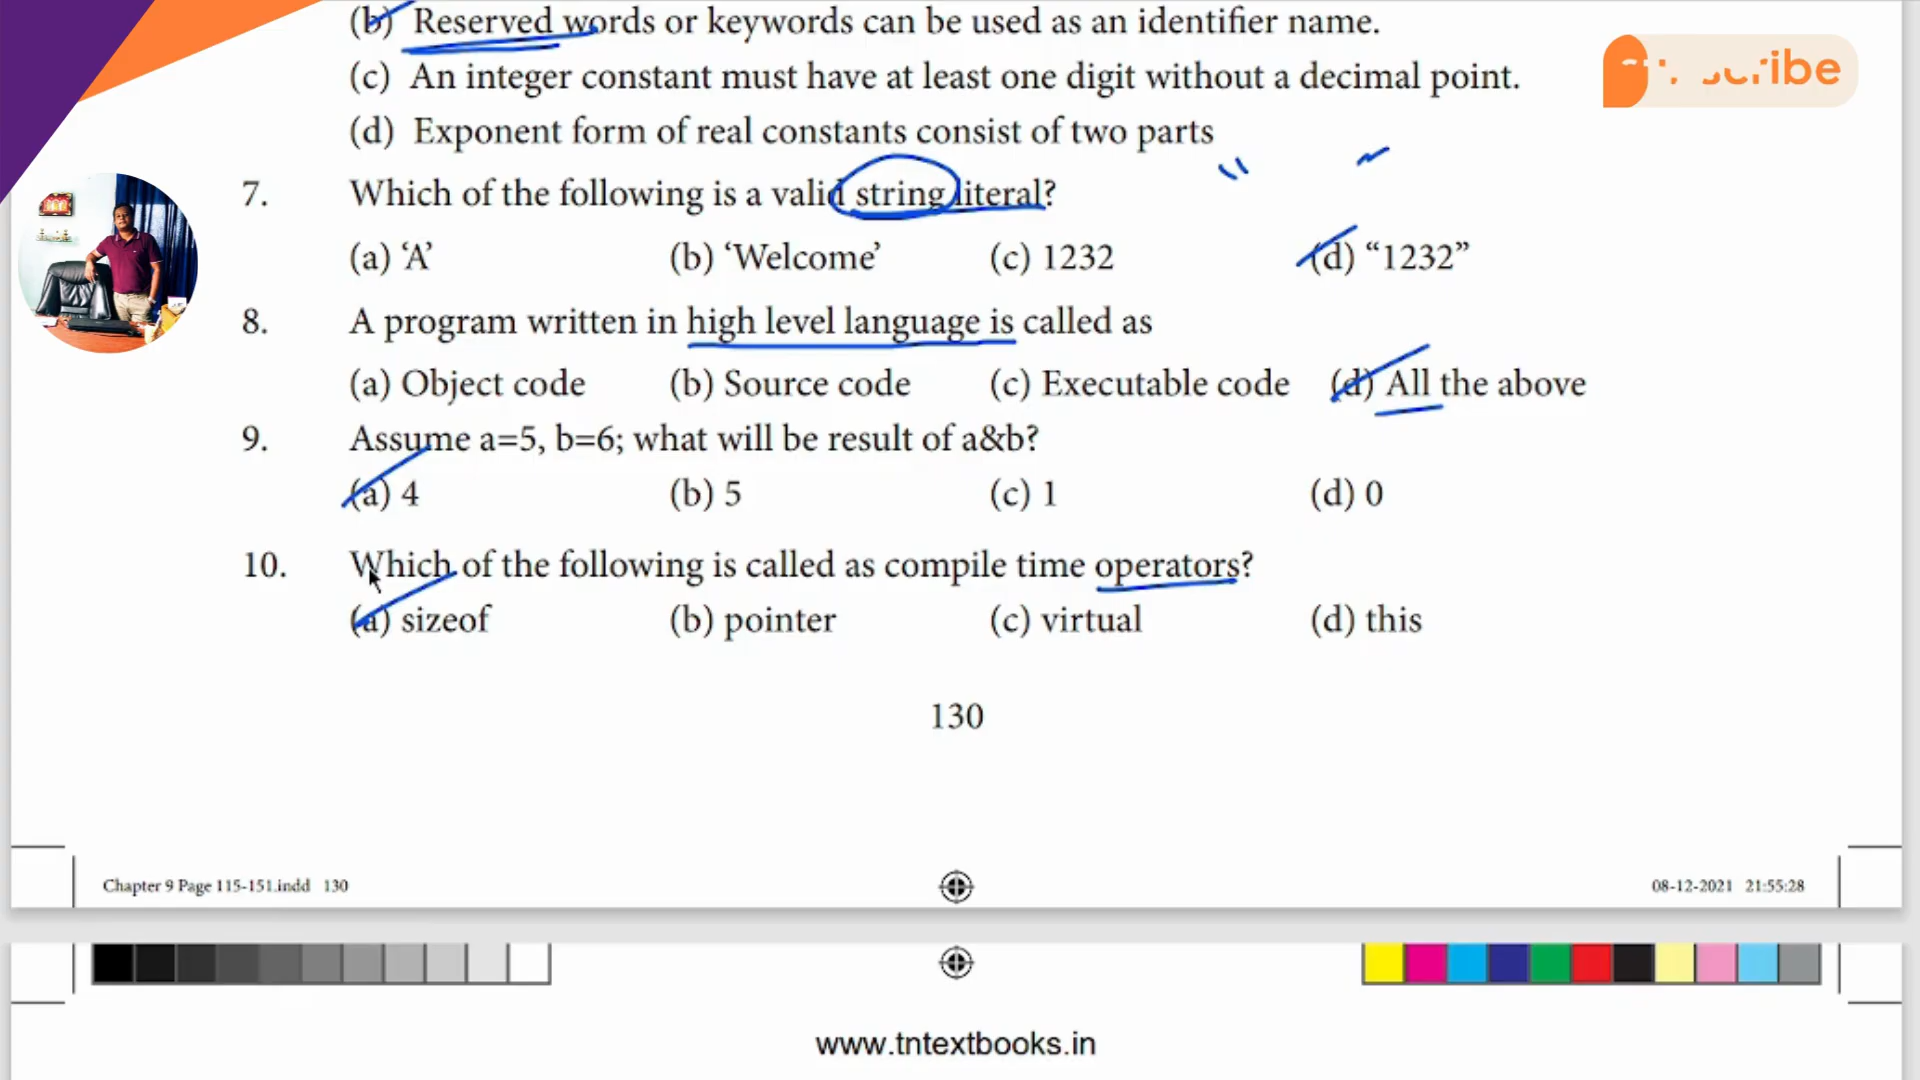 (b) Reserved words or keywords can be used as an identifier name.
(c) An integer constant must have at least one digit without a decimal point.
(d) Exponent form of real constants consist of two parts
7. Which of the following is a valid string literal?
(a) ‘A’ (b) ‘Welcome’ (c) 1232 (d) “1232”
8. A program written in high level language is called as
(a) Object code (b) Source code (c) Executable code (d) All the above
9. Assume a=5, b=6; what will be result of a&b?
(a) 4 (b) 5 (c) 1 (d) 0
10. Which of the following is called as compile time operators?
(a) sizeof (b) pointer (c) virtual (d) this
130
Chapter 9 Page 115-151.indd 130 08-12-2021 21:55:28
www.tntextbooks.in